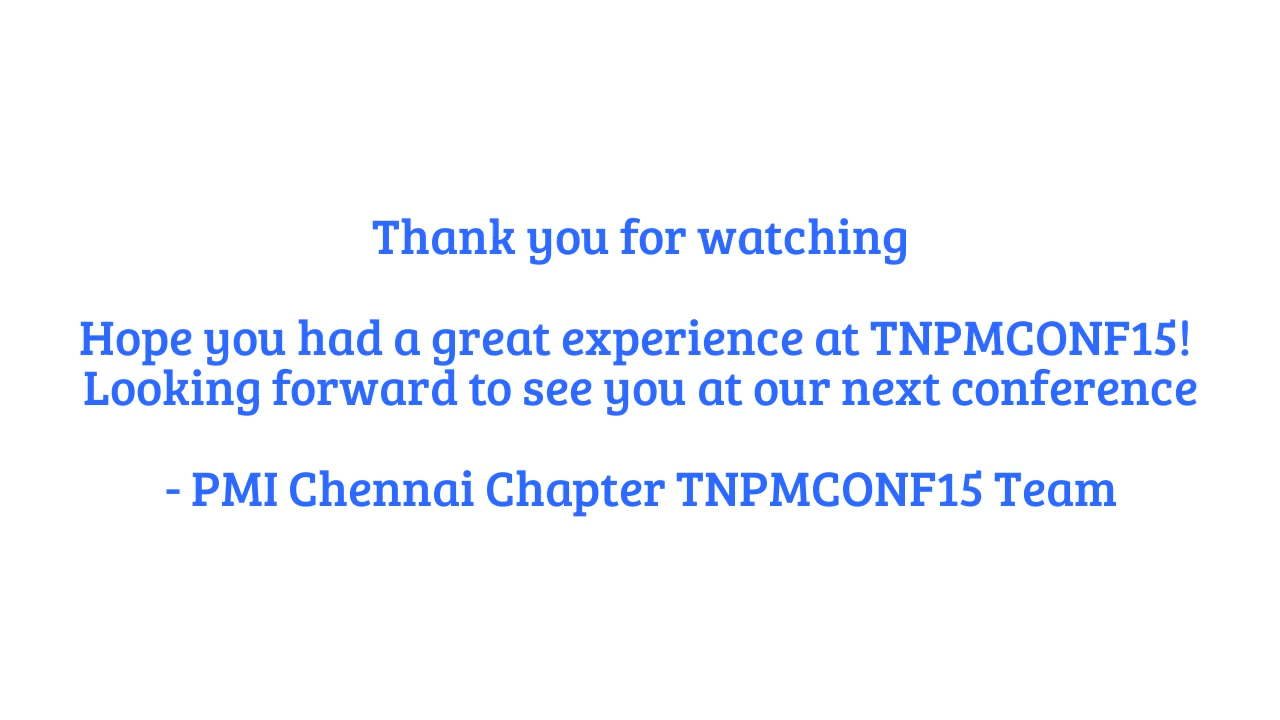 Thank you for watching
Hope you had a great experience at TNPMCONF15!
Looking forward to see you at our next conference
- PMI Chennai Chapter TNPMCONF15 Team